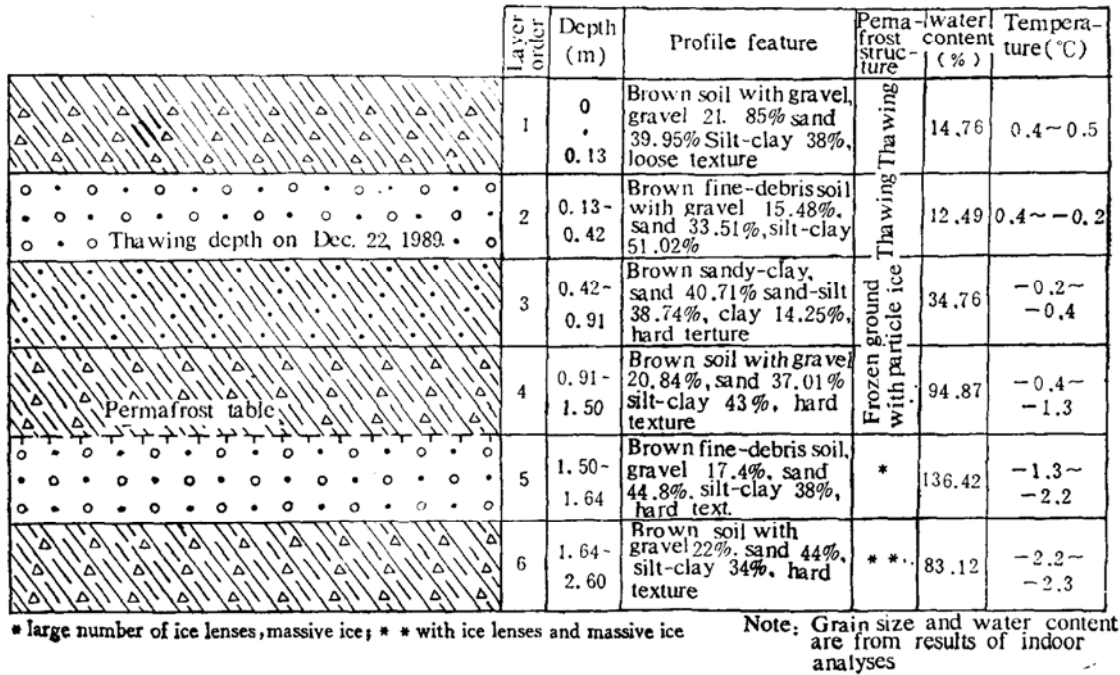 Layer order
Depth (m)
Profile feature
Pema-frost struc-ture
water content (%)
Tempera-ture(℃)
1
0
·
0.13
Brown soil with gravel,
gravel 21. 85% sand
39.95% Silt-clay 38%,
loose texture
Thawing
14.76
0.4~0.5
2
0. 13-
0. 42
Brown fine-debris soil
with gravel 15.48%.
sand 33.51%,silt-clay
51.02%
Thawing
12.49
0.4~-0.2
Thawing depth on Dec. 22, 1989.
3
0. 42-
0. 91
Brown sandy-clay,
sand 40.71% sand-silt
38.74%, clay 14.25%,
hard terture
Frozen ground
with particle ice
34.76
-0.2~
-0.4
4
0.91-
1. 50
Brown soil with gravel
20.84%,sand 37.01%
silt-clay 43%, hard
texture
94.87
-0.4~
-1.3
Permafrost table
5
1. 50-
1. 64
Brown fine-debris soil,
gravel 17.4%, sand
44.8%. silt-clay 38%,
hard text.
*
136.42
-1.3~
-2.2
6
1. 64-
2. 60
Brown soil with
gravel 22%. sand 44%,
silt-clay 34%, hard
texture
* *
83.12
-2.2~
-2.3
* large number of ice lenses,massive ice; * * with ice lenses and massive ice
Note: Grain size and water content
are from results of indoor
analyses